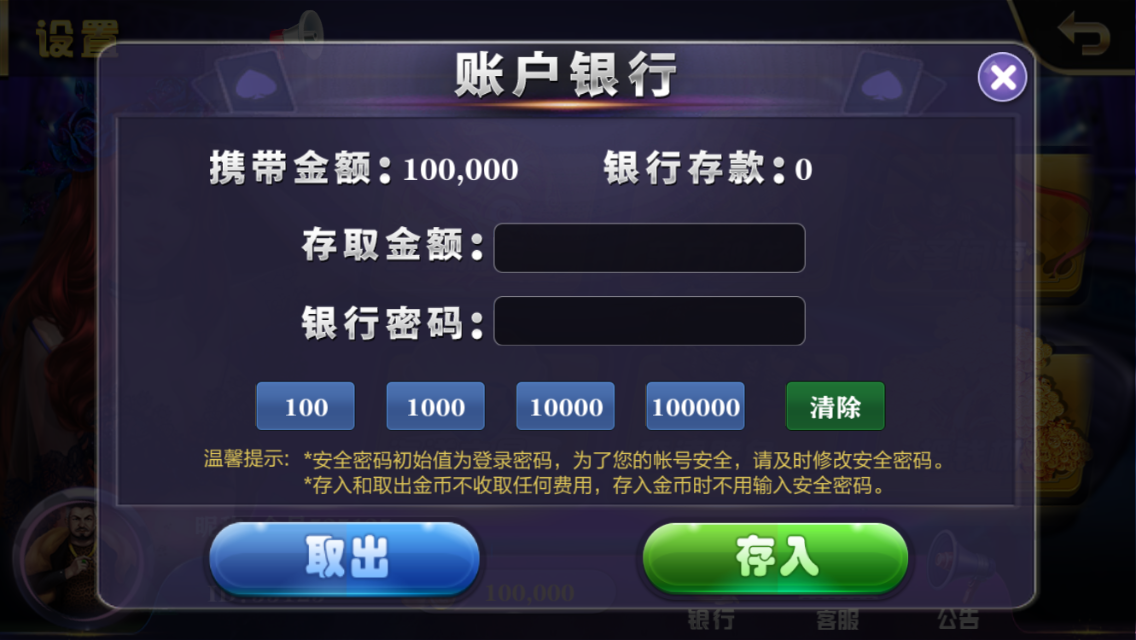 设置
账户银行
携带金额：100,000
银行存款：0
存取金额：
银行密码：
100 1000 10000 100000 清除
温馨提示: *安全密码初始值为登录密码，为了您的帐号安全，请及时修改安全密码。
*存入和取出金币不收取任何费用，存入金币时不用输入安全密码。
取出 存入
100,000
银行 客服 公告